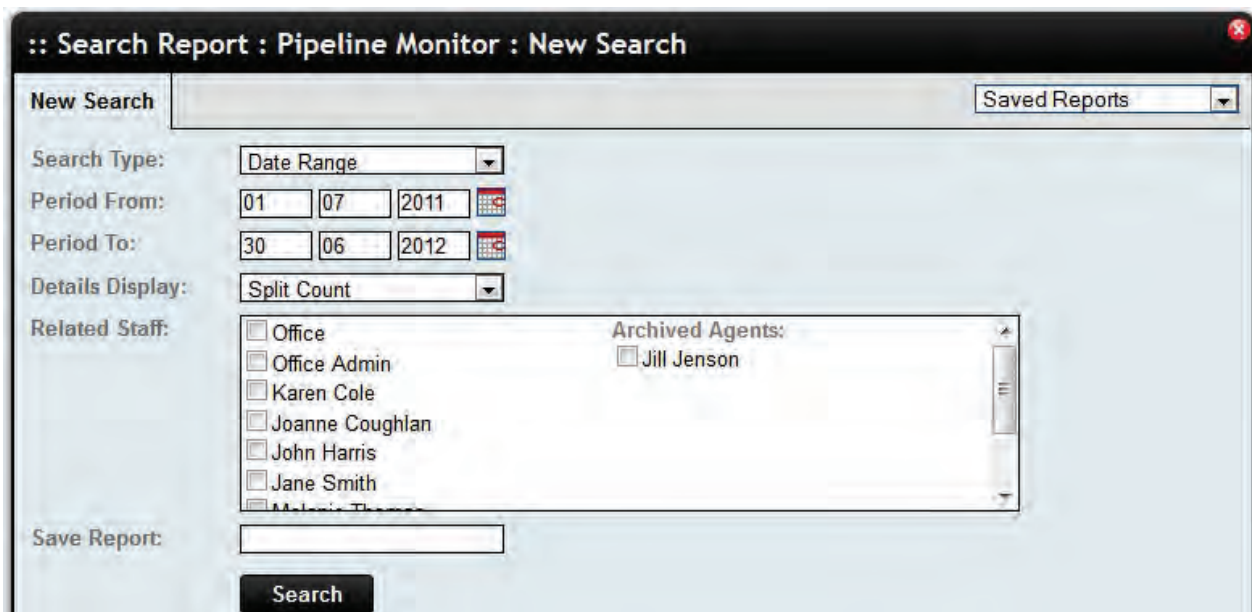 :: Search Report : Pipeline Monitor : New Search
New Search
Saved Reports
Search Type:
Date Range
Period From:
01 07 2011
Period To:
30 06 2012
Details Display:
Split Count
Related Staff:
Office
Archived Agents:
Office Admin
Jill Jenson
Karen Cole
Joanne Coughlan
John Harris
Jane Smith
Save Report:
Search